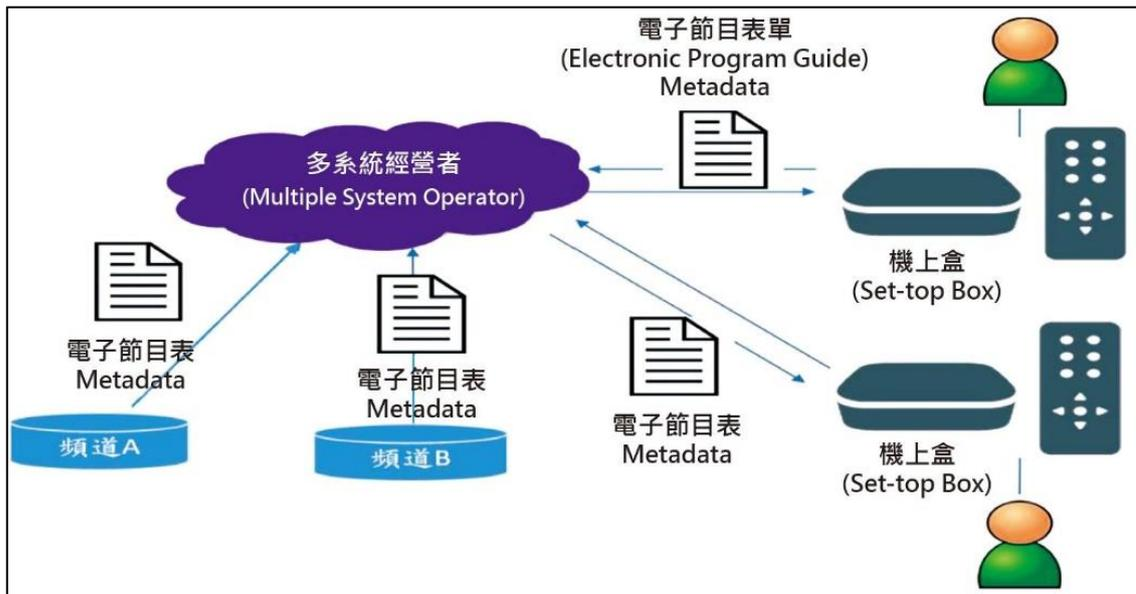 電子節目表單
(Electronic Program Guide)
Metadata
多系統經營者
(Multiple System Operator)
機上盒
(Set-top Box)
電子節目表
Metadata
電子節目表
Metadata
電子節目表
Metadata
機上盒
(Set-top Box)
頻道A
頻道B